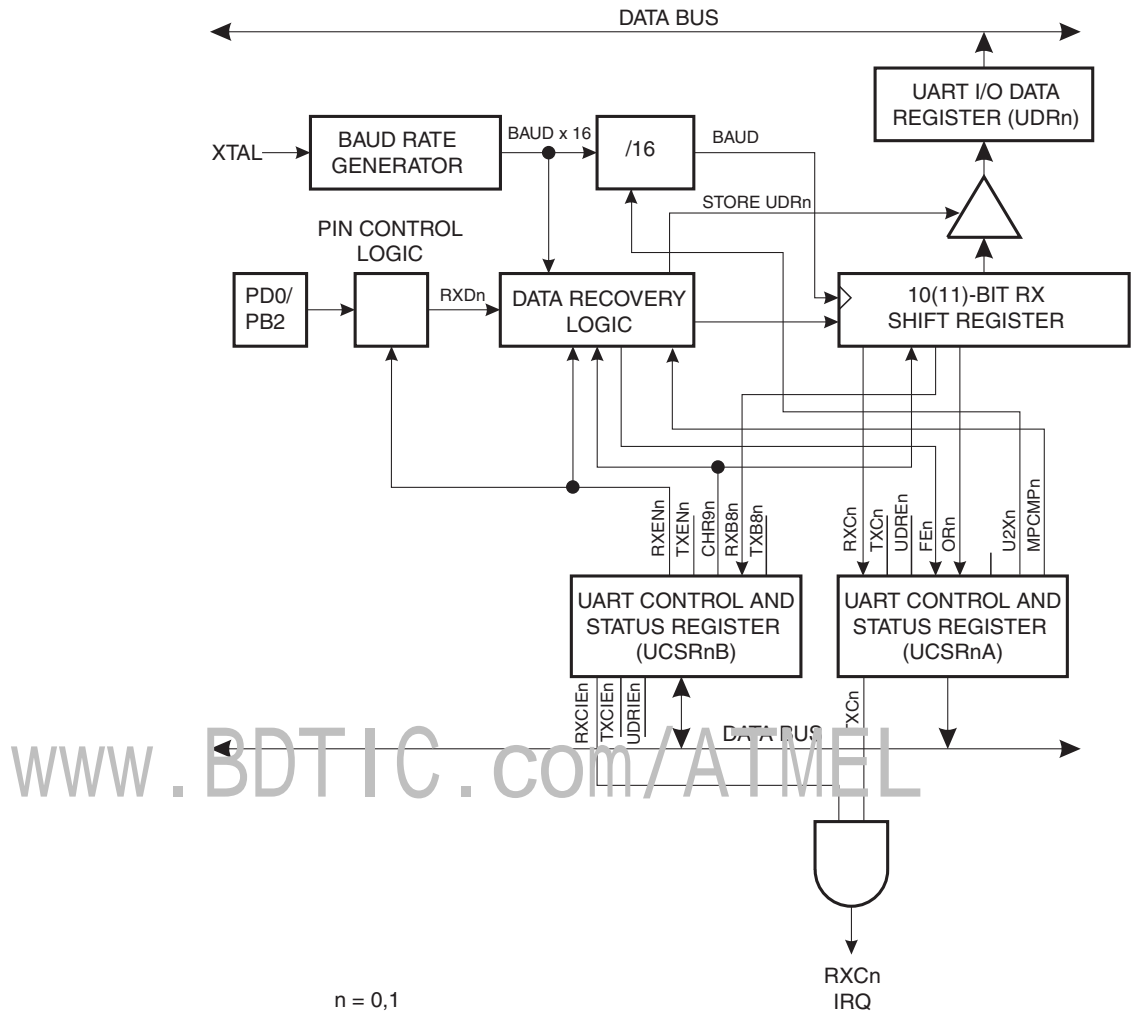 DATA BUS
UART I/O DATA
REGISTER (UDRn)
XTAL
BAUD RATE
GENERATOR
BAUD x 16
/16
BAUD
STORE UDRn
PIN CONTROL
LOGIC
PD0/
PB2
RXDn
DATA RECOVERY
LOGIC
10(11)-BIT RX
SHIFT REGISTER
RXENn
TXENn
CHR9n
RXB8n
TXB8n
RXCn
TXCn
UDREn
FEn
ORn
U2Xn
MPCMPn
UART CONTROL AND
STATUS REGISTER
(UCSRnB)
UART CONTROL AND
STATUS REGISTER
(UCSRnA)
RXCIEn
TXCIEn
UDRIEn
TXCn
DATA BUS
www.BDTIC.com/ATMEL
RXCn
IRQ
n = 0,1